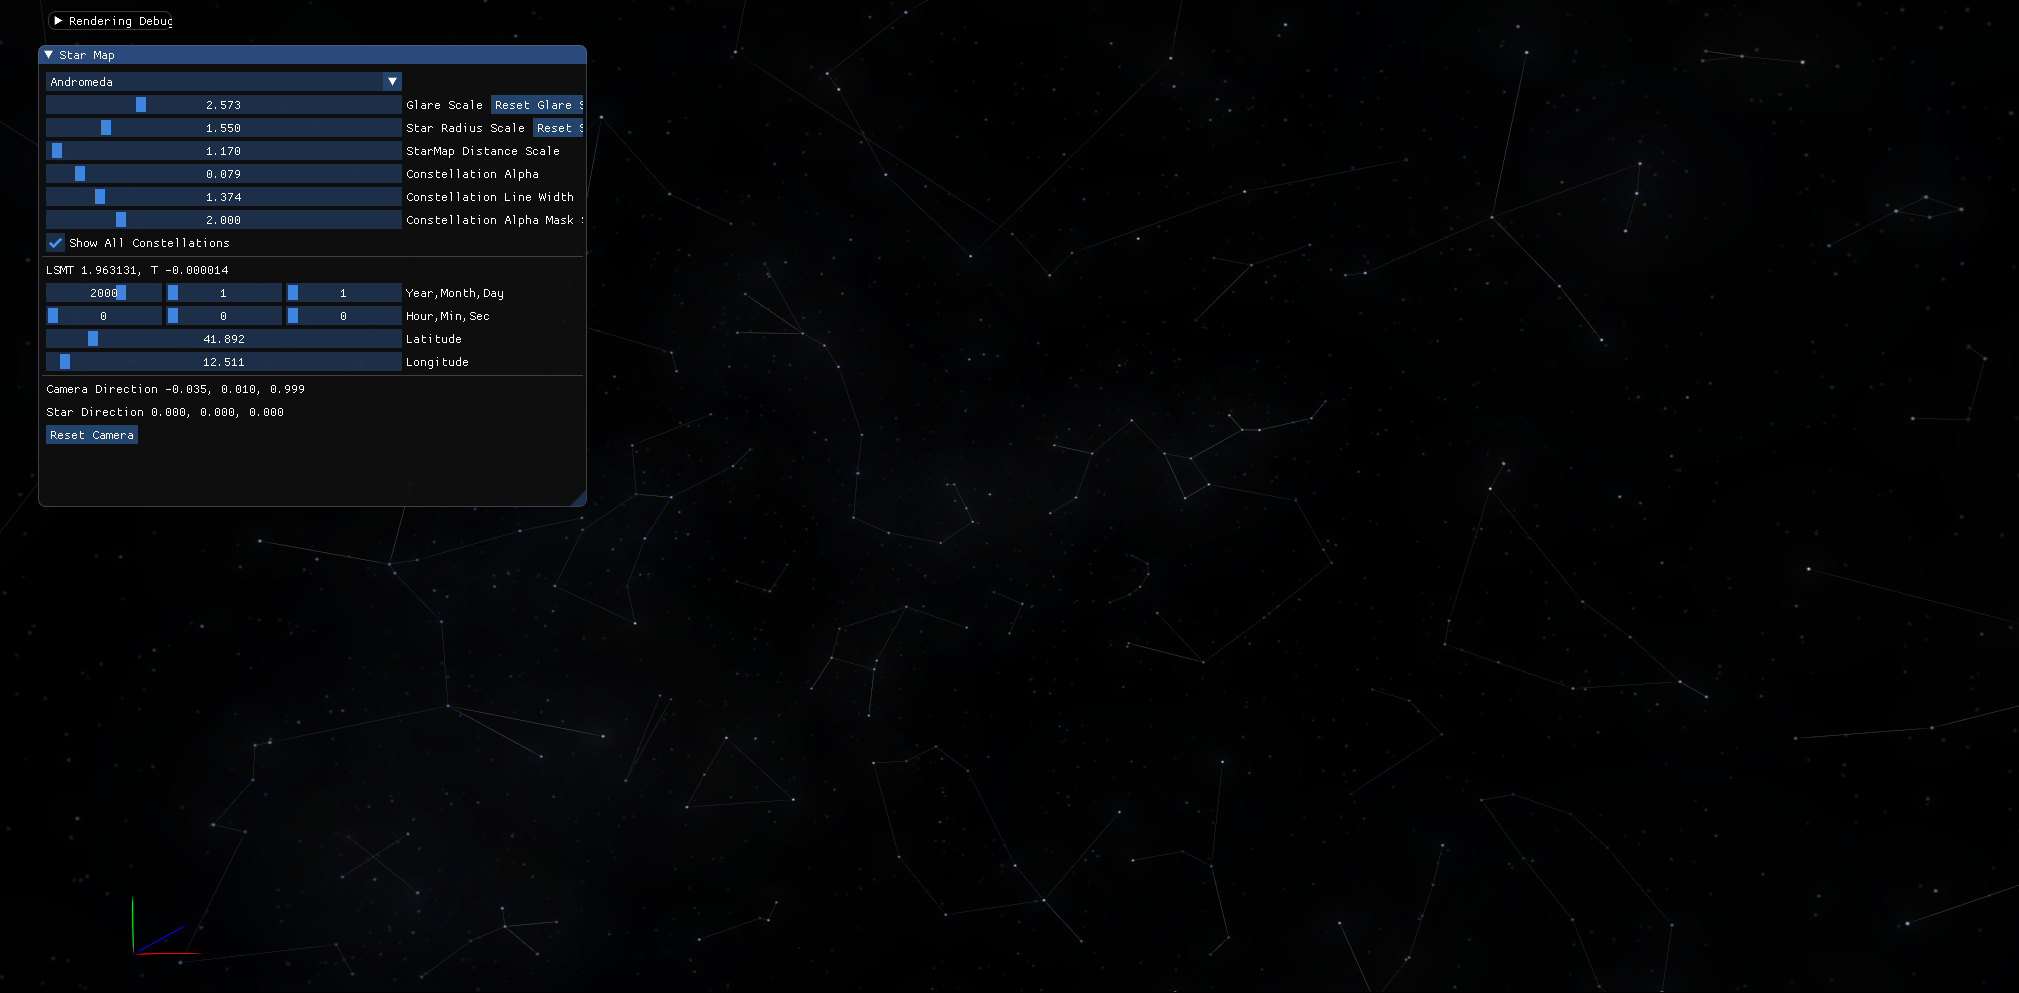 Rendering Debug
Star Map
Andromeda
2.573 Glare Scale Reset Glare S
1.550 Star Radius Scale Reset S
1.170 StarMap Distance Scale
0.079 Constellation Alpha
1.374 Constellation Line Width
2.000 Constellation Alpha Mask
Show All Constellations
LSMT 1.963131, T -0.000014
2000 1 1 Year,Month,Day
0 0 0 Hour,Min,Sec
41.892 Latitude
12.511 Longitude
Camera Direction -0.035, 0.010, 0.999
Star Direction 0.000, 0.000, 0.000
Reset Camera